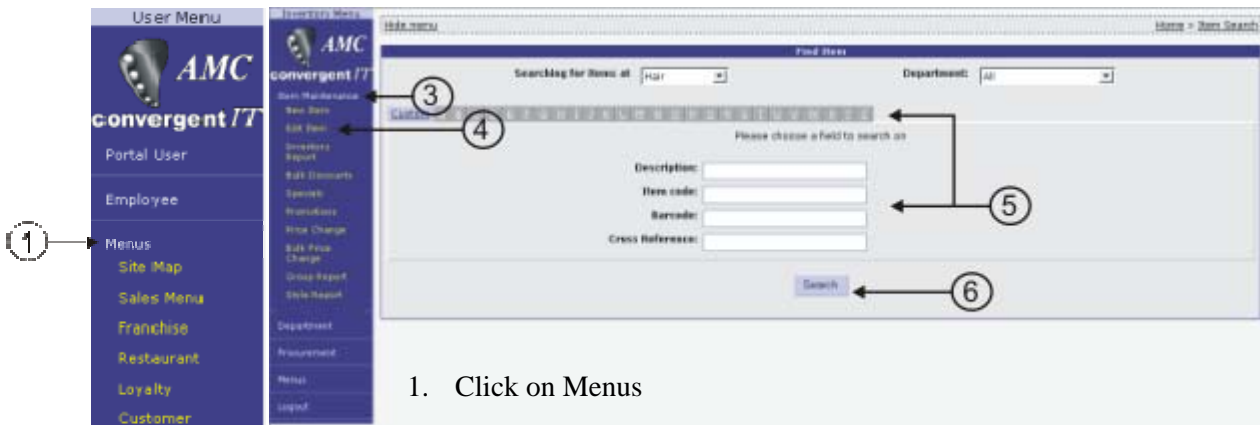 User Menu
AMC
convergent IT
Portal User
Employee
1
Menus
Site Map
Sales Menu
Franchise
Restaurant
Loyalty
Customer
Inventory Menu
AMC
convergent IT
Item Maintenance
3
New Item
Edit Item
4
Inventory
Report
Bulk Discounts
Specials
Promotions
Price Change
Bulk Price
Change
Group Report
Style Report
Department
Procurement
Menus
Logout
Hide menu
Home > Item Search
Find Item
Searching for Items at Hair
Department: All
Please choose a field to search on
Description:
Item code:
5
Barcode:
Cross Reference:
Search
6
1. Click on Menus